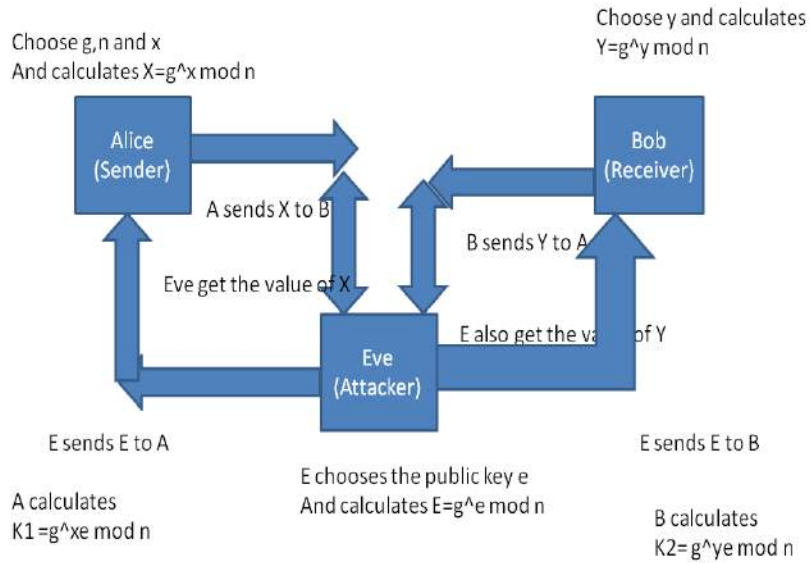 Choose g,n and x
And calculates X=g^x mod n
Choose y and calculates
Y=g^y mod n
Alice
(Sender)
Bob
(Receiver)
A sends X to B
B sends Y to A
Eve get the value of X
E also get the va of Y
Eve
(Attacker)
E sends E to A
E sends E to B
E chooses the public key e
And calculates E=g^e mod n
A calculates
K1=g^xe mod n
B calculates
K2= g^ye mod n